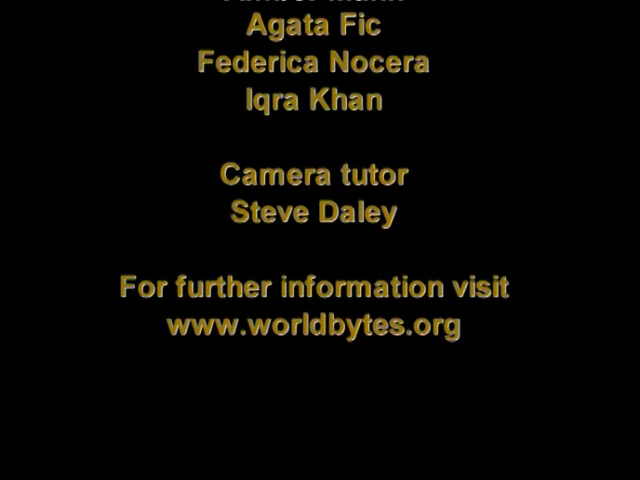 Agata Fic
Federica Nocera
Iqra Khan
Camera tutor
Steve Daley
For further information visit
www.worldbytes.org